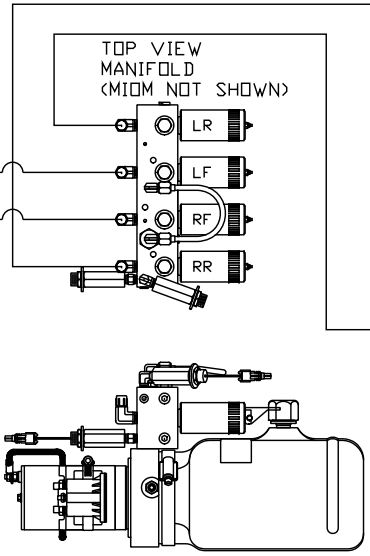 TOP VIEW
MANIFOLD
(MIOM NOT SHOWN)
LR
LF
RF
RR